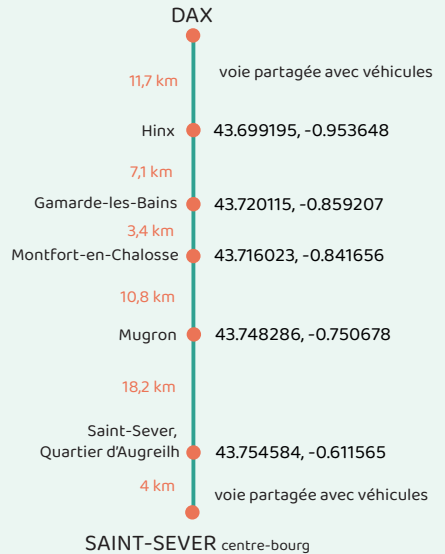 DAX
11,7 km
voie partagée avec véhicules
Hinx 43.699195, -0.953648
7,1 km
Gamarde-les-Bains 43.720115, -0.859207
3,4 km
Montfort-en-Chalosse 43.716023, -0.841656
10,8 km
Mugron 43.748286, -0.750678
18,2 km
Saint-Sever,
Quartier d'Augreilh 43.754584, -0.611565
4 km
voie partagée avec véhicules
SAINT-SEVER centre-bourg